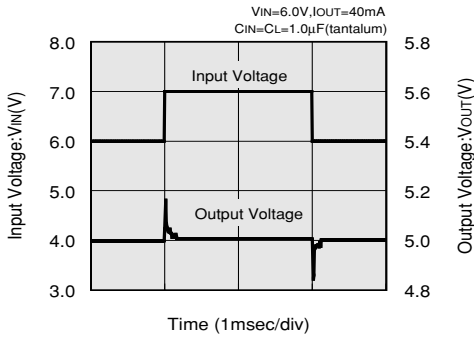 VIN=6.0V,IOUT=40mA
CIN=CL=1.0μF(tantalum)
8.0
7.0
6.0
5.0
4.0
3.0
Input Voltage:VIN(V)
Input Voltage
Output Voltage
5.8
5.6
5.4
5.2
5.0
4.8
Output Voltage:VOUT(V)
Time (1msec/div)